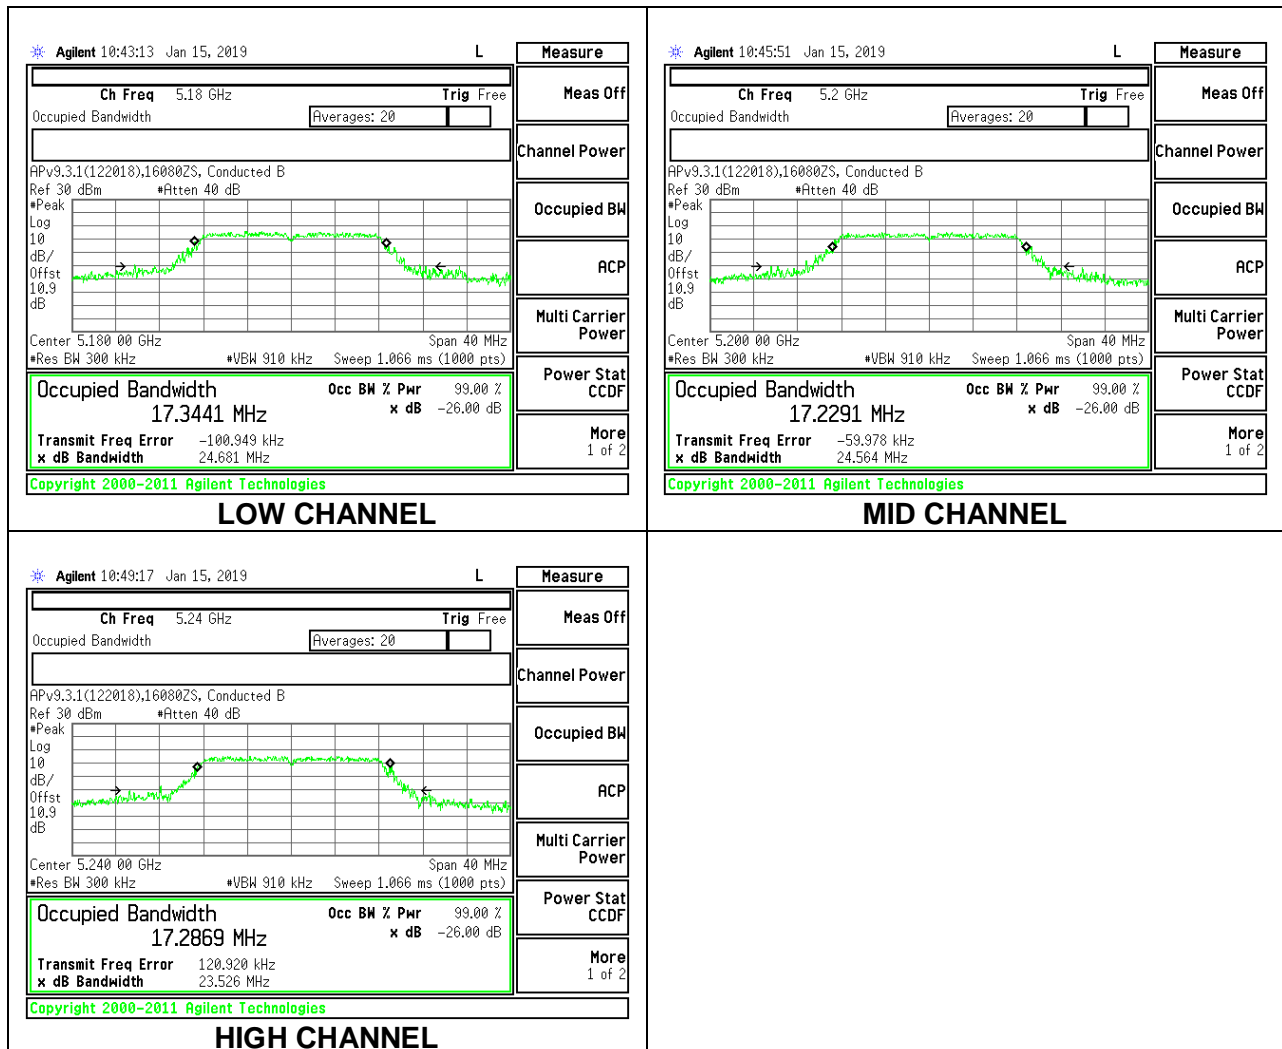 Agilent 10:43:13 Jan 15, 2019 L Measure
Ch Freq 5.18 GHz Trig Free
Meas Off
Occupied Bandwidth Averages: 20
Channel Power
APv9.3.1(122018),16080ZS, Conducted B
Ref 30 dBm #Atten 40 dB
#Peak
Log
10
dB/
Offst
10.9
dB
Occupied BW
ACP
Multi Carrier
Power
Center 5.180 00 GHz Span 40 MHz
#Res BW 300 kHz #VBW 910 kHz Sweep 1.066 ms (1000 pts)
Power Stat
CCDF
Occupied Bandwidth Occ BW % Pwr 99.00 %
17.3441 MHz x dB -26.00 dB
Transmit Freq Error -100.949 kHz
x dB Bandwidth 24.681 MHz
More
1 of 2
Copyright 2000-2011 Agilent Technologies
LOW CHANNEL
Agilent 10:45:51 Jan 15, 2019 L Measure
Ch Freq 5.2 GHz Trig Free
Meas Off
Occupied Bandwidth Averages: 20
Channel Power
APv9.3.1(122018),16080ZS, Conducted B
Ref 30 dBm #Atten 40 dB
#Peak
Log
10
dB/
Offst
10.9
dB
Occupied BW
ACP
Multi Carrier
Power
Center 5.200 00 GHz Span 40 MHz
#Res BW 300 kHz #VBW 910 kHz Sweep 1.066 ms (1000 pts)
Power Stat
CCDF
Occupied Bandwidth Occ BW % Pwr 99.00 %
17.2291 MHz x dB -26.00 dB
Transmit Freq Error -59.978 kHz
x dB Bandwidth 24.564 MHz
More
1 of 2
Copyright 2000-2011 Agilent Technologies
MID CHANNEL
Agilent 10:49:17 Jan 15, 2019 L Measure
Ch Freq 5.24 GHz Trig Free
Meas Off
Occupied Bandwidth Averages: 20
Channel Power
APv9.3.1(122018),16080ZS, Conducted B
Ref 30 dBm #Atten 40 dB
#Peak
Log
10
dB/
Offst
10.9
dB
Occupied BW
ACP
Multi Carrier
Power
Center 5.240 00 GHz Span 40 MHz
#Res BW 300 kHz #VBW 910 kHz Sweep 1.066 ms (1000 pts)
Power Stat
CCDF
Occupied Bandwidth Occ BW % Pwr 99.00 %
17.2869 MHz x dB -26.00 dB
Transmit Freq Error 120.920 kHz
x dB Bandwidth 23.526 MHz
More
1 of 2
Copyright 2000-2011 Agilent Technologies
HIGH CHANNEL